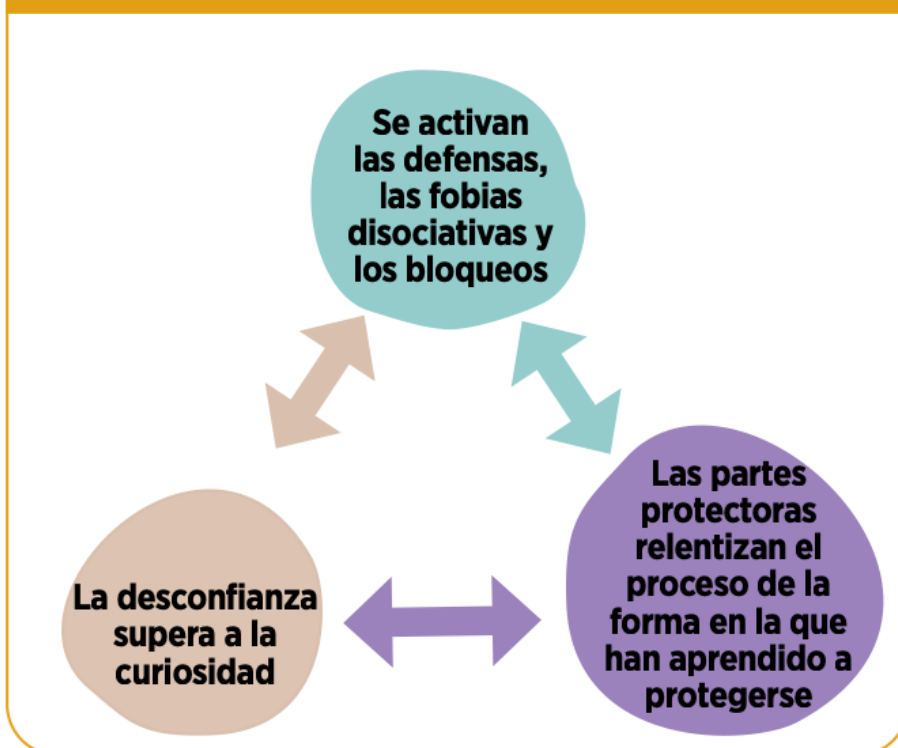 Se activan
las defensas,
las fobias
disociativas y
los bloqueos
La desconfianza
supera a la
curiosidad
Las partes
protectoras
relentizan el
proceso de la
forma en la que
han aprendido a
protegerse